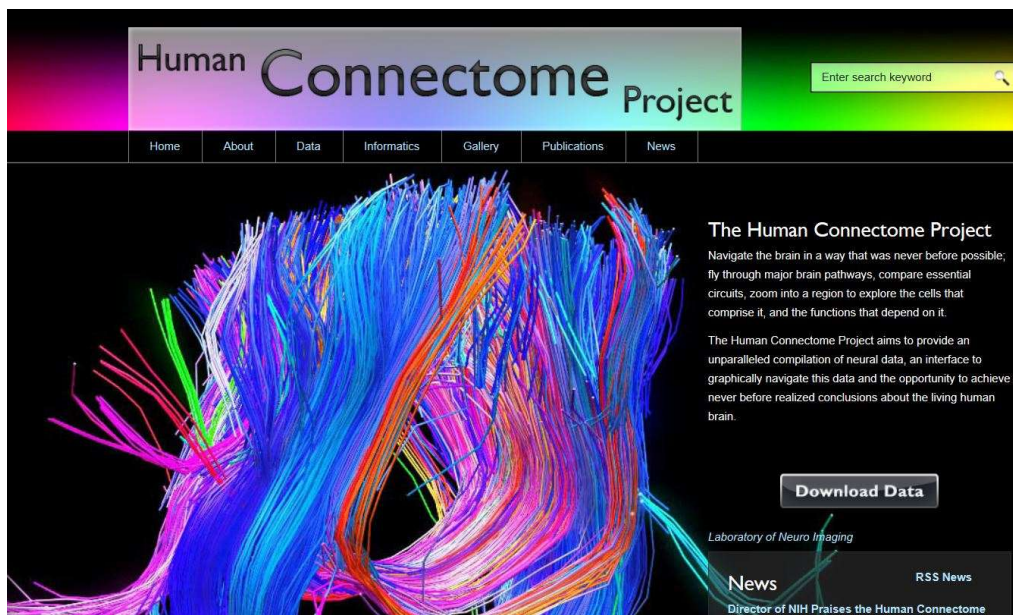 Human Connectome Project
Enter search keyword
Home About Data Informatics Gallery Publications News
The Human Connectome Project
Navigate the brain in a way that was never before possible;
fly through major brain pathways, compare essential
circuits, zoom into a region to explore the cells that
comprise it, and the functions that depend on it.
The Human Connectome Project aims to provide an
unparalleled compilation of neural data, an interface to
graphically navigate this data and the opportunity to achieve
never before realized conclusions about the living human
brain.
Download Data
Laboratory of Neuro Imaging
News RSS News
Director of NIH Praises the Human Connectome